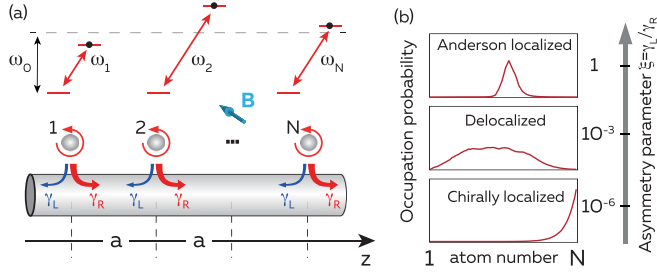 (a)
ω₀
ω₁
ω₂
ωN
B
1
2
...
N
γL
γR
γL
γR
γL
γR
a
a
z
(b)
Occupation probability
Anderson localized
Delocalized
Chirally localized
1
atom number
N
1
10⁻³
10⁻⁶
Asymmetry parameter ξ=γL/γR